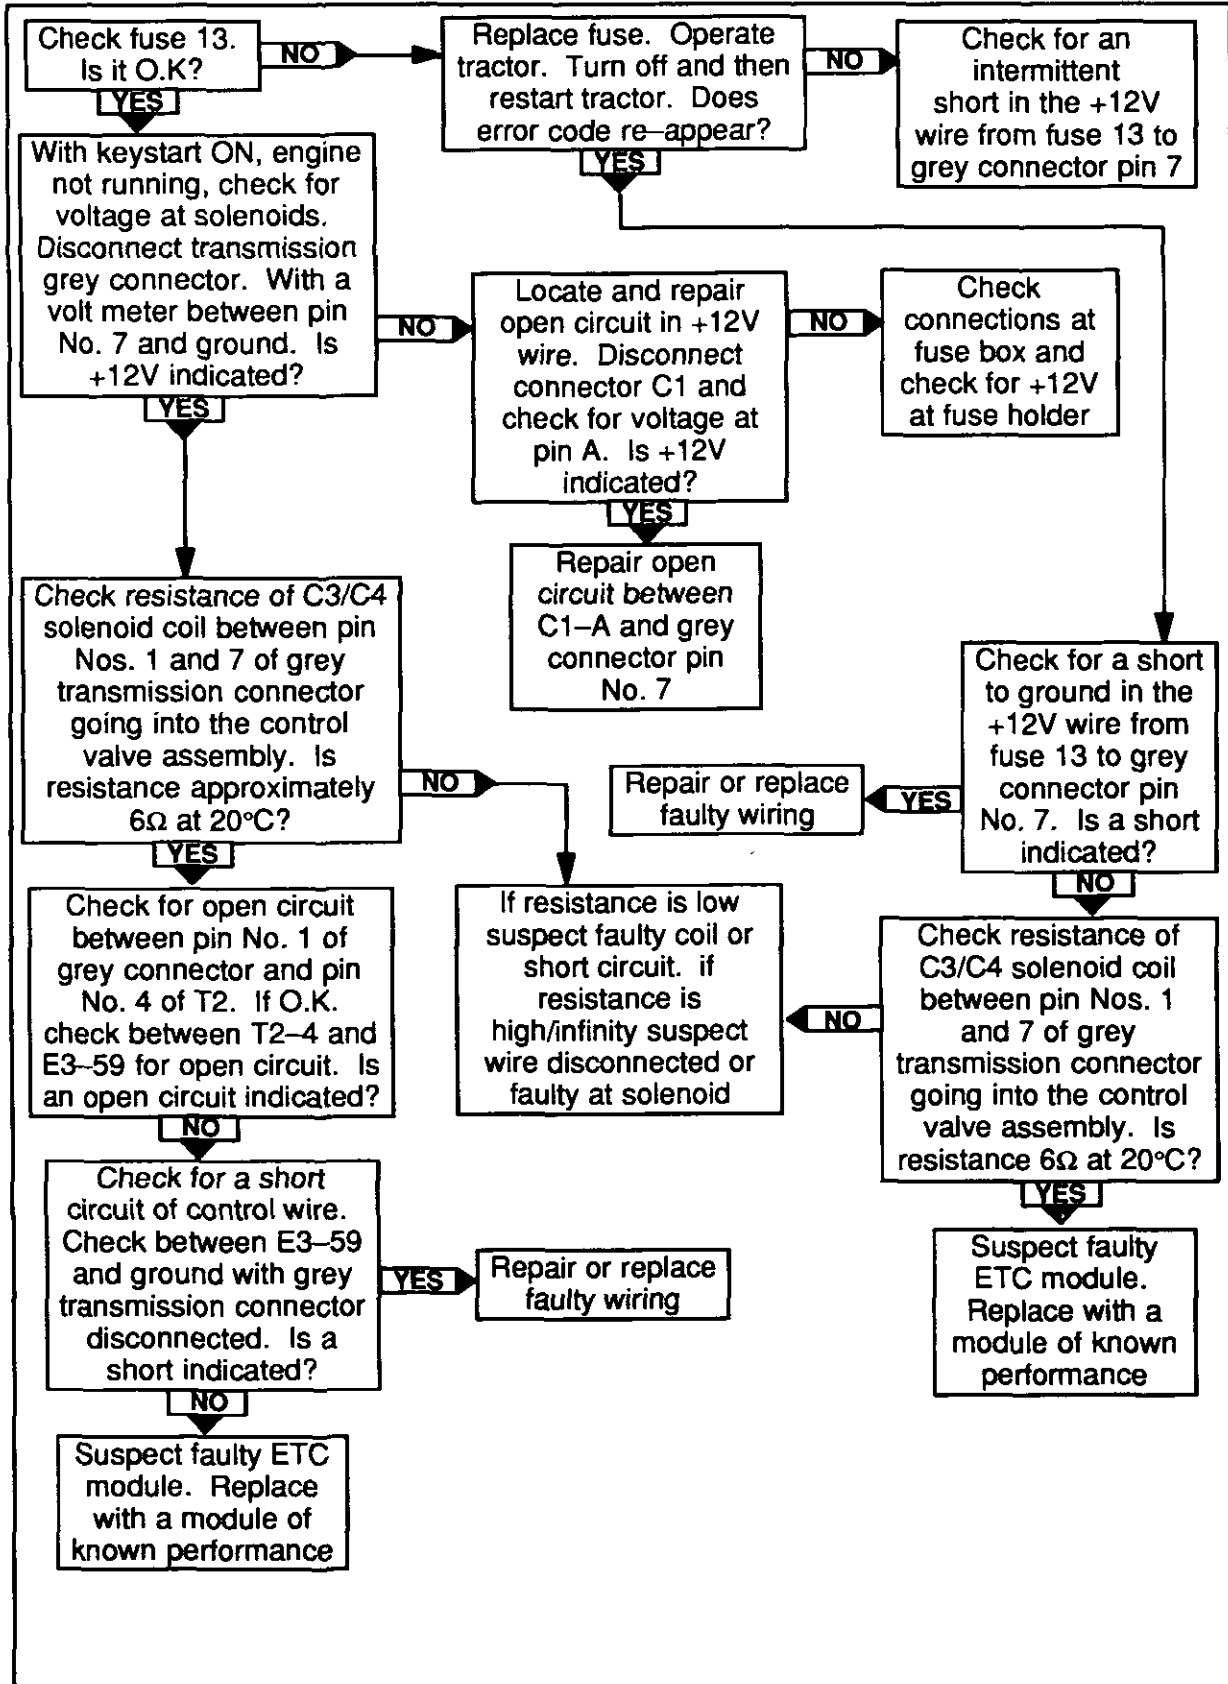 Check fuse 13.
Is it O.K?
NO
YES
Replace fuse. Operate
tractor. Turn off and then
restart tractor. Does
error code re–appear?
NO
YES
Check for an
intermittent
short in the +12V
wire from fuse 13 to
grey connector pin 7
With keystart ON, engine
not running, check for
voltage at solenoids.
Disconnect transmission
grey connector. With a
volt meter between pin
No. 7 and ground. Is
+12V indicated?
NO
YES
Locate and repair
open circuit in +12V
wire. Disconnect
connector C1 and
check for voltage at
pin A. Is +12V
indicated?
NO
YES
Check
connections at
fuse box and
check for +12V
at fuse holder
Repair open
circuit between
C1–A and grey
connector pin
No. 7
Check resistance of C3/C4
solenoid coil between pin
Nos. 1 and 7 of grey
transmission connector
going into the control
valve assembly. Is
resistance approximately
6Ω at 20°C?
NO
YES
Check for a short
to ground in the
+12V wire from
fuse 13 to grey
connector pin
No. 7. Is a short
indicated?
YES
NO
Repair or replace
faulty wiring
Check for open circuit
between pin No. 1 of
grey connector and pin
No. 4 of T2. If O.K.
check between T2–4 and
E3–59 for open circuit. Is
an open circuit indicated?
NO
If resistance is low
suspect faulty coil or
short circuit. if
resistance is
high/infinity suspect
wire disconnected or
faulty at solenoid
Check resistance of
C3/C4 solenoid coil
between pin Nos. 1
and 7 of grey
transmission connector
going into the control
valve assembly. Is
resistance 6Ω at 20°C?
NO
YES
Check for a short
circuit of control wire.
Check between E3–59
and ground with grey
transmission connector
disconnected. Is a
short indicated?
YES
NO
Repair or replace
faulty wiring
Suspect faulty
ETC module.
Replace with a
module of known
performance
Suspect faulty ETC
module. Replace
with a module of
known performance